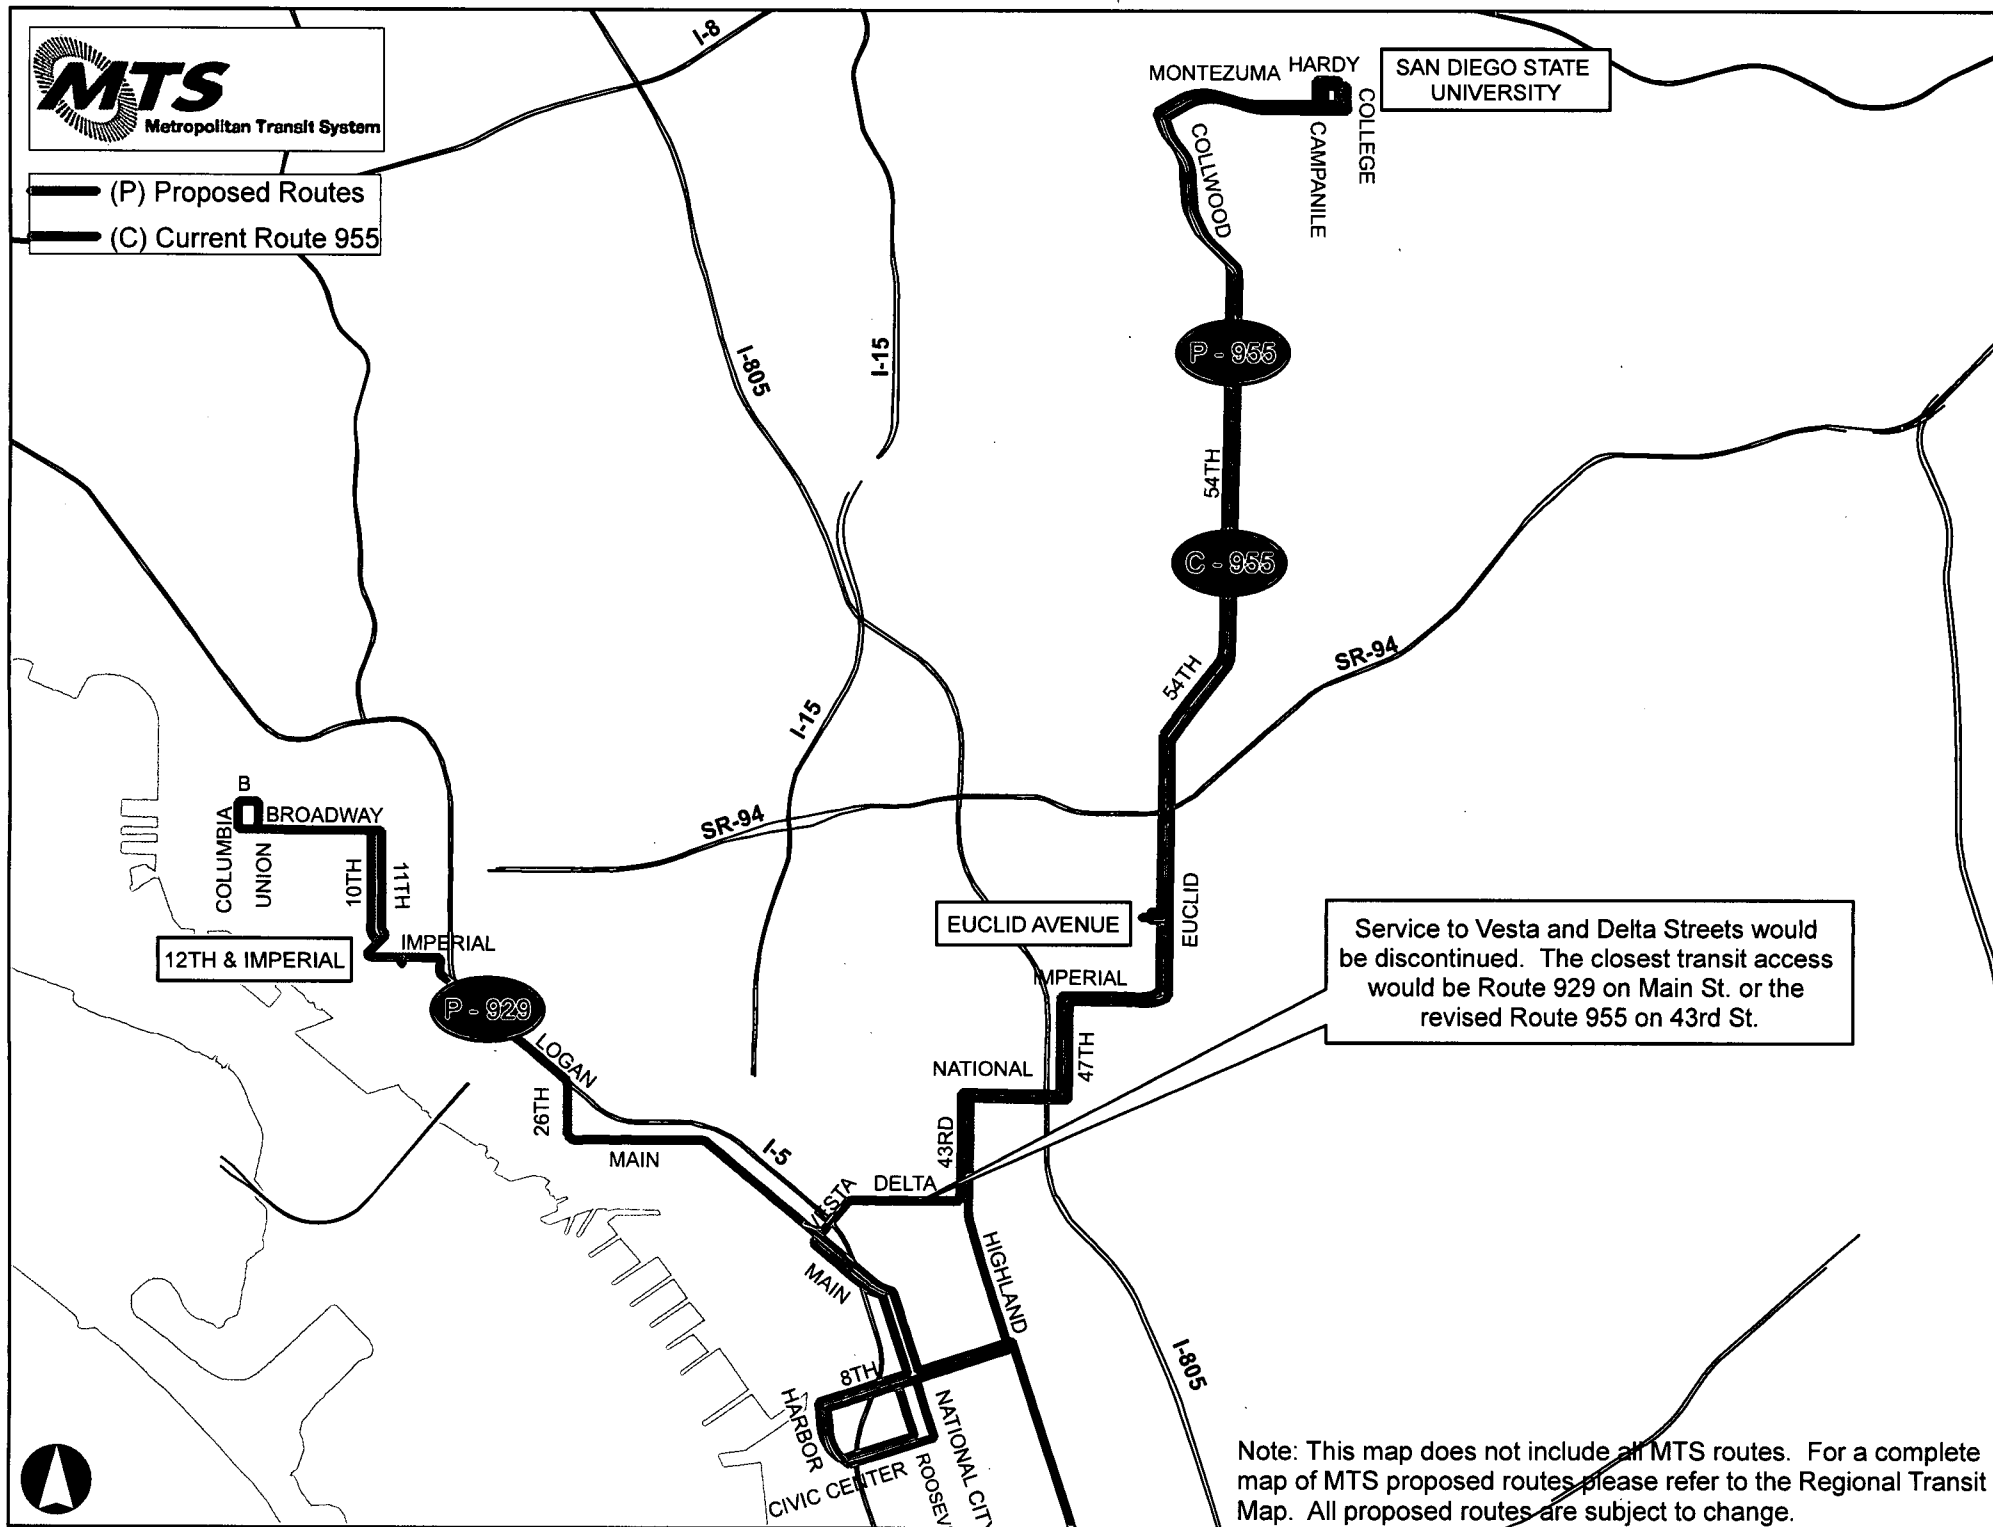 MTS
Metropolitan Transit System
(P) Proposed Routes
(C) Current Route 955
I-8
MONTEZUMA
HARDY
SAN DIEGO STATE
UNIVERSITY
COLLEGE
CAMPANILE
COLLWOOD
I-805
I-15
P - 955
54TH
C - 955
54TH
SR-94
I-15
B
BROADWAY
COLUMBIA
UNION
10TH
11TH
SR-94
EUCLID
EUCLID AVENUE
12TH & IMPERIAL
IMPERIAL
P - 929
IMPERIAL
Service to Vesta and Delta Streets would
be discontinued. The closest transit access
would be Route 929 on Main St. or the
revised Route 955 on 43rd St.
LOGAN
NATIONAL
47TH
26TH
MAIN
I-5
43RD
VESTA
DELTA
HIGHLAND
MAIN
I-805
8TH
HARBOR
NATIONAL CITY
CIVIC CENTER
ROOSEV
Note: This map does not include all MTS routes. For a complete
map of MTS proposed routes please refer to the Regional Transit
Map. All proposed routes are subject to change.